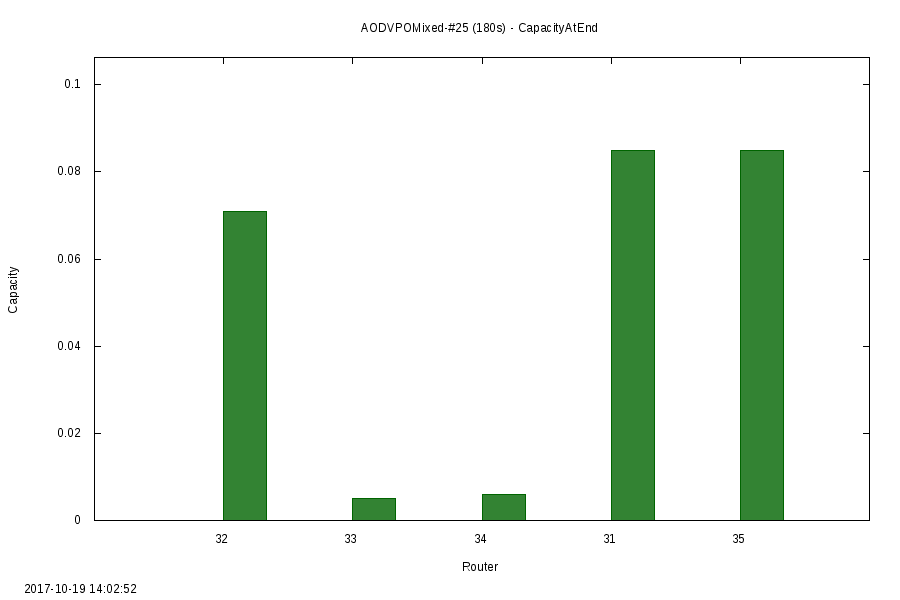 AODVPOMixed-#25 (180s) - CapacityAtEnd
0.1
0.08
0.06
0.04
0.02
0
Capacity
32 33 34 31 35
Router
2017-10-19 14:02:52